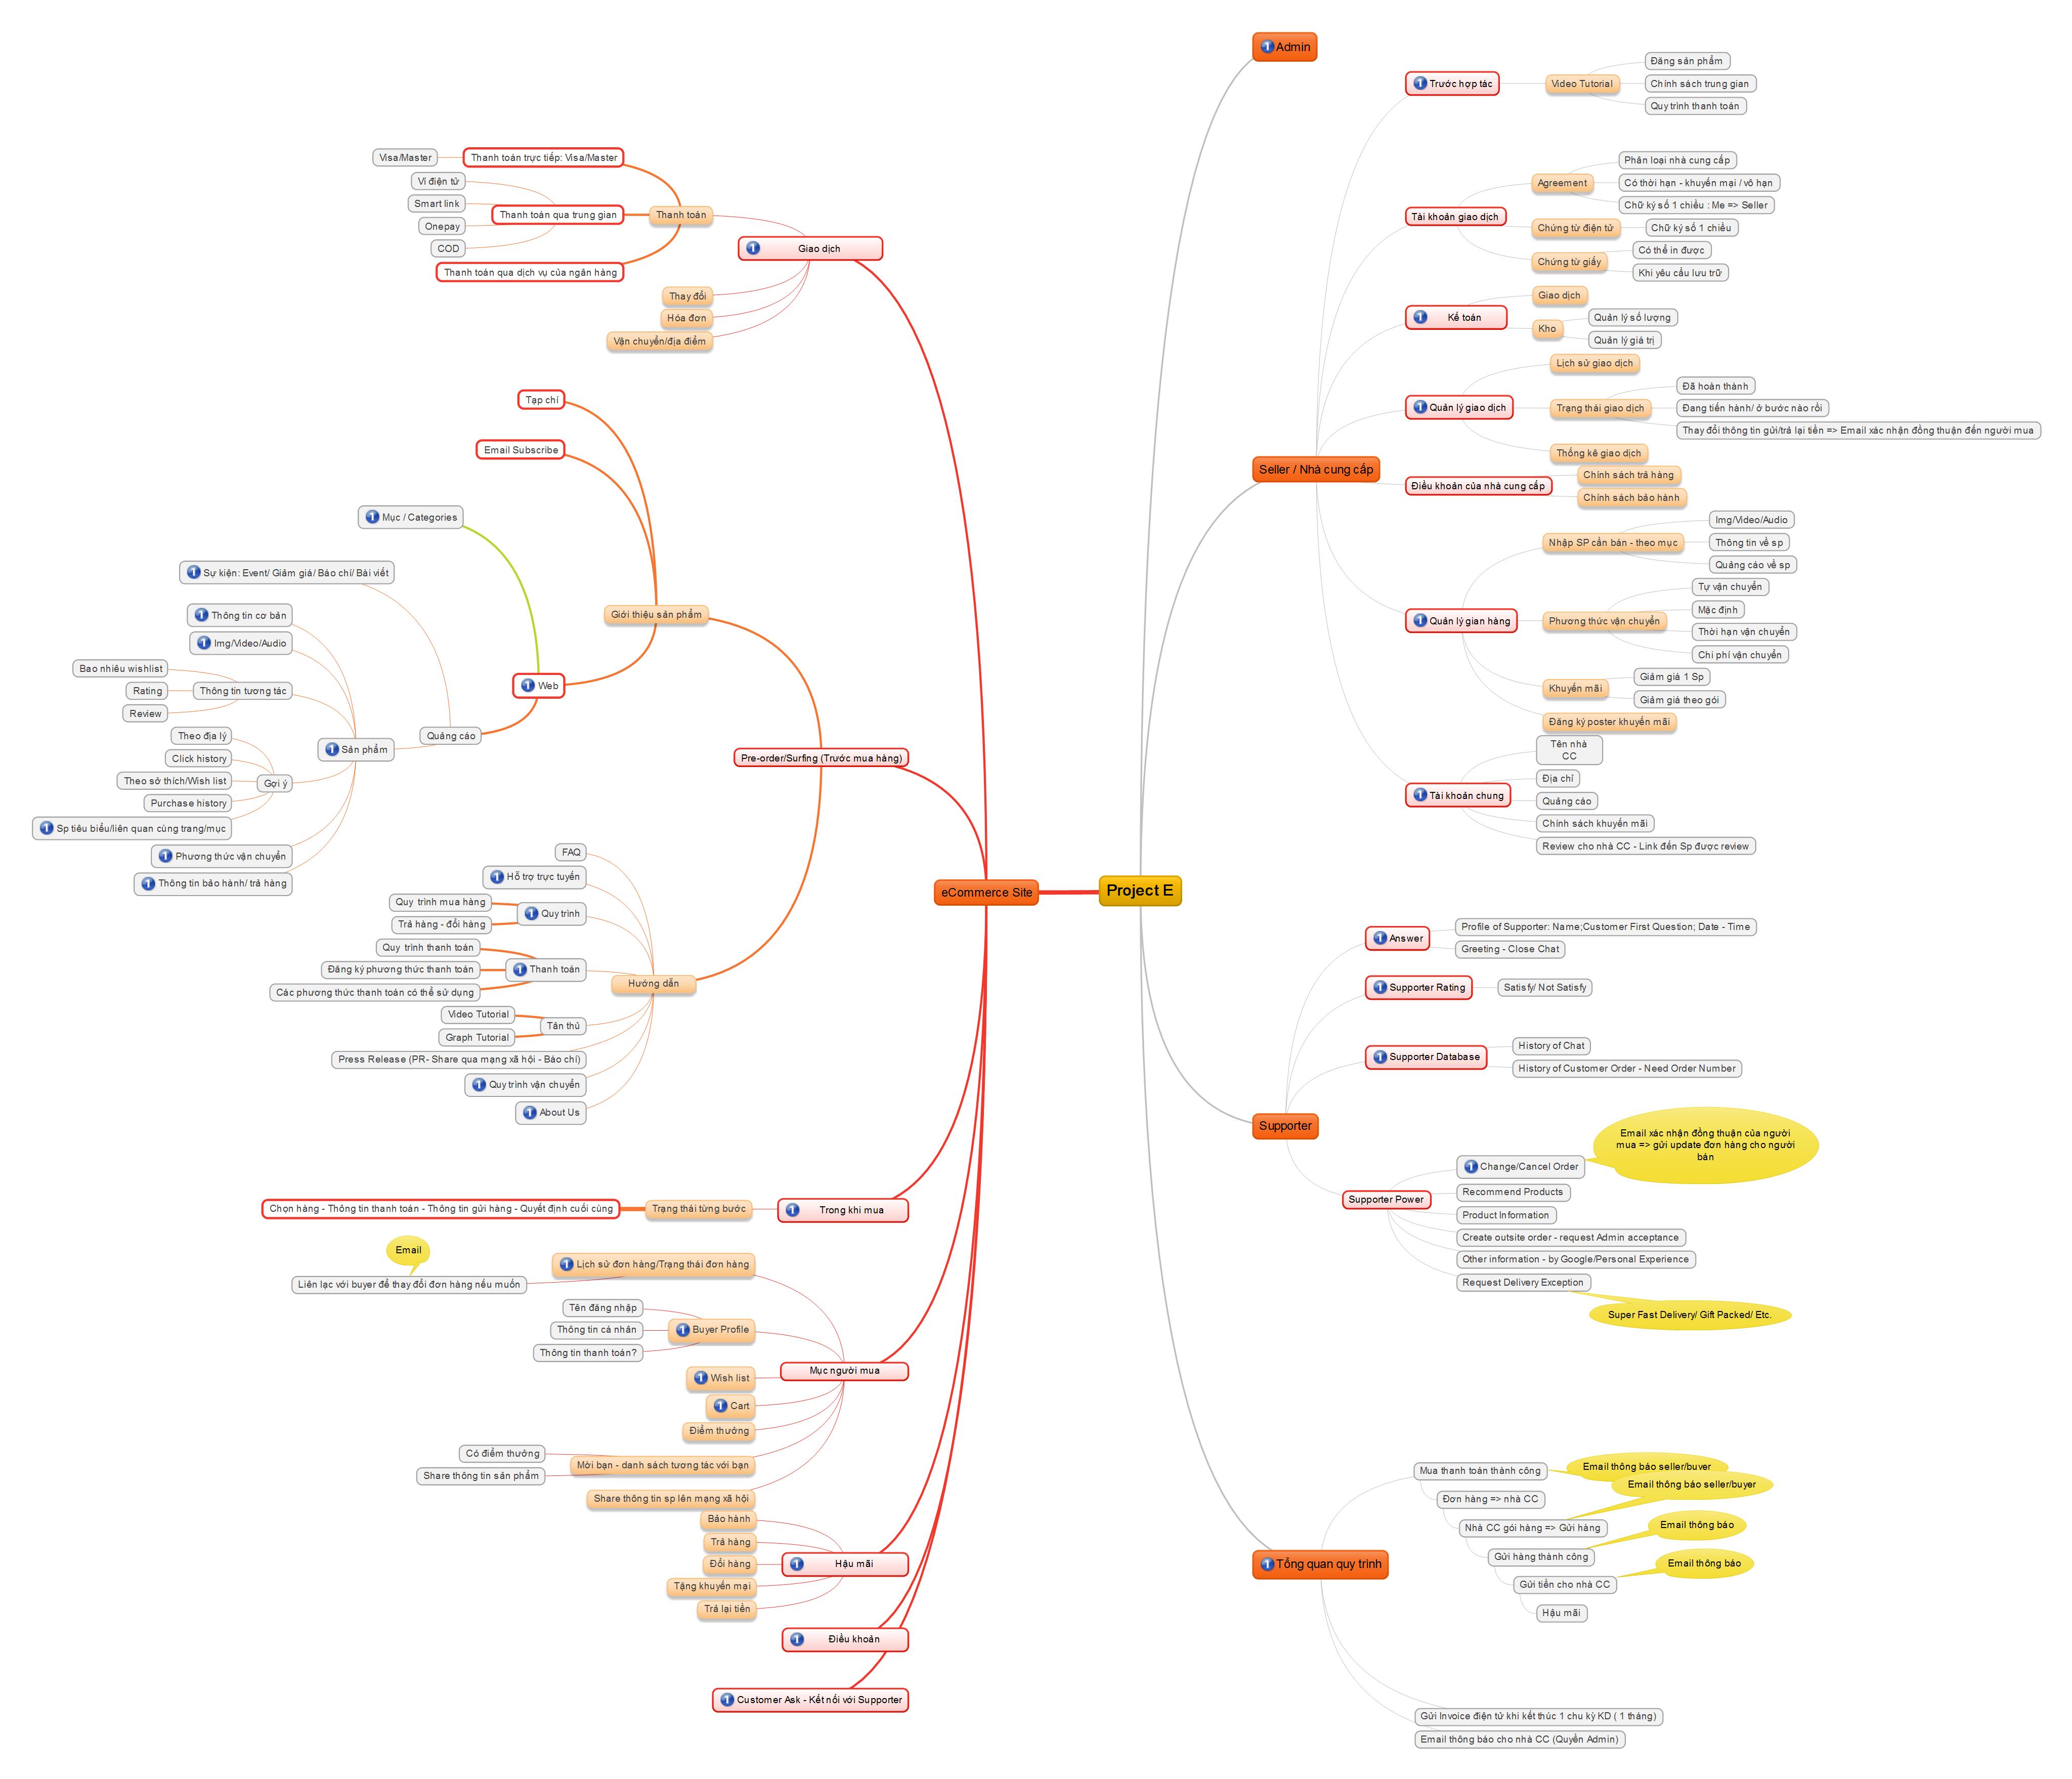 Project E
Admin
Seller / Nhà cung cấp
Trước hợp tác
Video Tutorial
Đăng sản phẩm
Chính sách trung gian
Quy trình thanh toán
Tài khoản giao dịch
Agreement
Phân loại nhà cung cấp
Có thời hạn - khuyến mại / vô hạn
Chữ ký số 1 chiều : Me => Seller
Chứng từ điện tử
Chữ ký số 1 chiều
Chứng từ giấy
Có thể in được
Khi yêu cầu lưu trữ
Kế toán
Giao dịch
Kho
Quản lý số lượng
Quản lý giá trị
Quản lý giao dịch
Lịch sử giao dịch
Trạng thái giao dịch
Đã hoàn thành
Đang tiến hành/ ở bước nào rồi
Thay đổi thông tin gửi/trả lại tiền => Email xác nhận đồng thuận đến người mua
Thống kê giao dịch
Điều khoản của nhà cung cấp
Chính sách trả hàng
Chính sách bảo hành
Quản lý gian hàng
Nhập SP cần bán - theo mục
Img/Video/Audio
Thông tin về sp
Quảng cáo về sp
Phương thức vận chuyển
Tự vận chuyển
Mặc định
Thời hạn vận chuyển
Chi phí vận chuyển
Khuyến mãi
Giảm giá 1 Sp
Giảm giá theo gói
Đăng ký poster khuyến mãi
Tài khoản chung
Tên nhà
CC
Địa chỉ
Quảng cáo
Chính sách khuyến mãi
Review cho nhà CC - Link đến Sp được review
Supporter
Answer
Profile of Supporter: Name;Customer First Question; Date - Time
Greeting - Close Chat
Supporter Rating
Satisfy/ Not Satisfy
Supporter Database
History of Chat
History of Customer Order - Need Order Number
Supporter Power
Change/Cancel Order
Email xác nhận đồng thuận của người
mua => gửi update đơn hàng cho người
bán
Recommend Products
Product Information
Create outsite order - request Admin acceptance
Other information - by Google/Personal Experience
Request Delivery Exception
Super Fast Delivery/ Gift Packed/ Etc.
Tổng quan quy trình
Mua thanh toán thành công
Email thông báo seller/buyer
Đơn hàng => nhà CC
Nhà CC gói hàng => Gửi hàng
Email thông báo seller/buyer
Gửi hàng thành công
Email thông báo
Gửi tiền cho nhà CC
Email thông báo
Hậu mãi
Gửi Invoice điện tử khi kết thúc 1 chu kỳ KD ( 1 tháng)
Email thông báo cho nhà CC (Quyền Admin)
eCommerce Site
Giao dịch
Thanh toán
Thanh toán trực tiếp: Visa/Master
Visa/Master
Thanh toán qua trung gian
Ví điện tử
Smart link
Onepay
COD
Thanh toán qua dịch vụ của ngân hàng
Thay đổi
Hóa đơn
Vận chuyển/địa điểm
Pre-order/Surfing (Trước mua hàng)
Giới thiệu sản phẩm
Tạp chí
Email Subscribe
Web
Mục / Categories
Quảng cáo
Sự kiện: Event/ Giảm giá/ Báo chí/ Bài viết
Sản phẩm
Thông tin cơ bản
Img/Video/Audio
Thông tin tương tác
Bao nhiêu wishlist
Rating
Review
Gợi ý
Theo địa lý
Click history
Theo sở thích/Wish list
Purchase history
Sp tiêu biểu/liên quan cùng trang/mục
Phương thức vận chuyển
Thông tin bảo hành/ trả hàng
Hướng dẫn
FAQ
Hỗ trợ trực tuyến
Quy trình
Quy trình mua hàng
Trả hàng - đổi hàng
Thanh toán
Quy trình thanh toán
Đăng ký phương thức thanh toán
Các phương thức thanh toán có thể sử dụng
Tân thủ
Video Tutorial
Graph Tutorial
Press Release (PR- Share qua mạng xã hội - Báo chí)
Quy trình vận chuyển
About Us
Trong khi mua
Trạng thái từng bước
Chọn hàng - Thông tin thanh toán - Thông tin gửi hàng - Quyết định cuối cùng
Mục người mua
Lịch sử đơn hàng/Trạng thái đơn hàng
Liên lạc với buyer để thay đổi đơn hàng nếu muốn
Email
Buyer Profile
Tên đăng nhập
Thông tin cá nhân
Thông tin thanh toán?
Wish list
Cart
Điểm thưởng
Mời bạn - danh sách tương tác với bạn
Có điểm thưởng
Share thông tin sản phẩm
Share thông tin sp lên mạng xã hội
Hậu mãi
Bảo hành
Trả hàng
Đổi hàng
Tặng khuyến mại
Trả lại tiền
Điều khoản
Customer Ask - Kết nối với Supporter